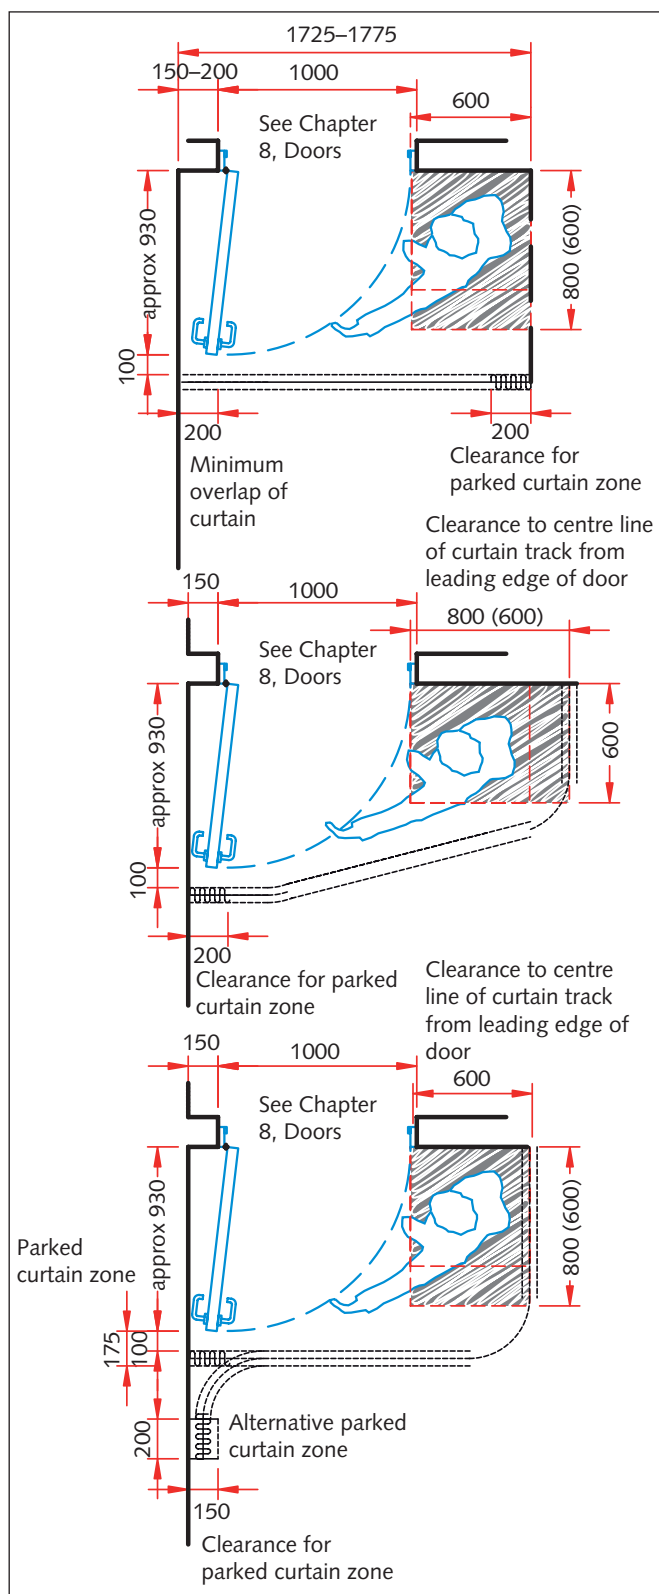 1725–1775
150–200
1000
600
See Chapter
8, Doors
approx 930
800 (600)
100
200
200
Minimum
overlap of
curtain
Clearance for
parked curtain zone
Clearance to centre line
of curtain track from
leading edge of door
150
1000
800 (600)
See Chapter
8, Doors
approx 930
600
100
200
Clearance for parked
curtain zone
Clearance to centre
line of curtain track
from leading edge of
door
150
1000
600
See Chapter
8, Doors
approx 930
800 (600)
Parked
curtain zone
175
100
200
Alternative parked
curtain zone
150
Clearance for
parked curtain zone